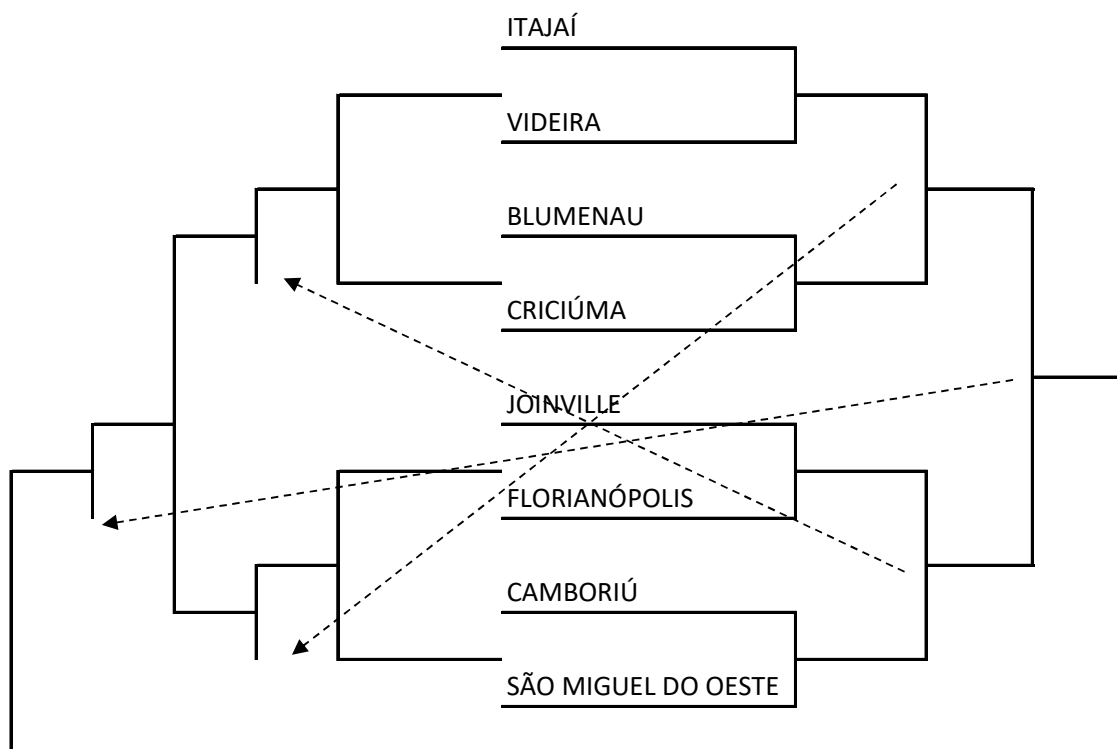 ITAJAÍ
VIDEIRA
BLUMENAU
CRICIÚMA
JOINVILLE
FLORIANÓPOLIS
CAMBORIÚ
SÃO MIGUEL DO OESTE